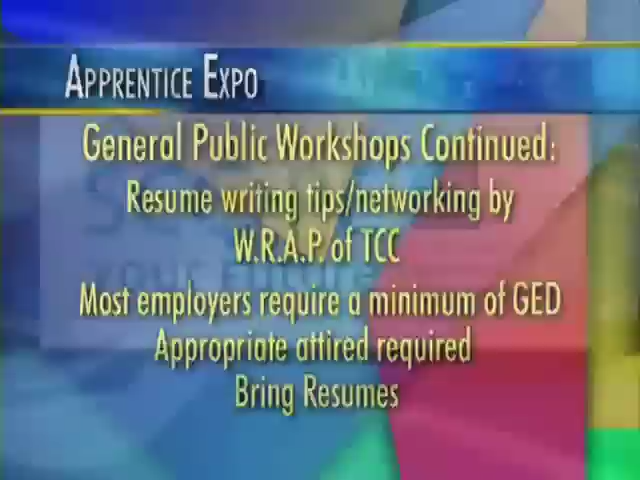 Apprentice Expo
General Public Workshops Continued:
Resume writing tips/networking by
W.R.A.P. of TCC
Most employers require a minimum of GED
Appropriate attired required
Bring Resumes